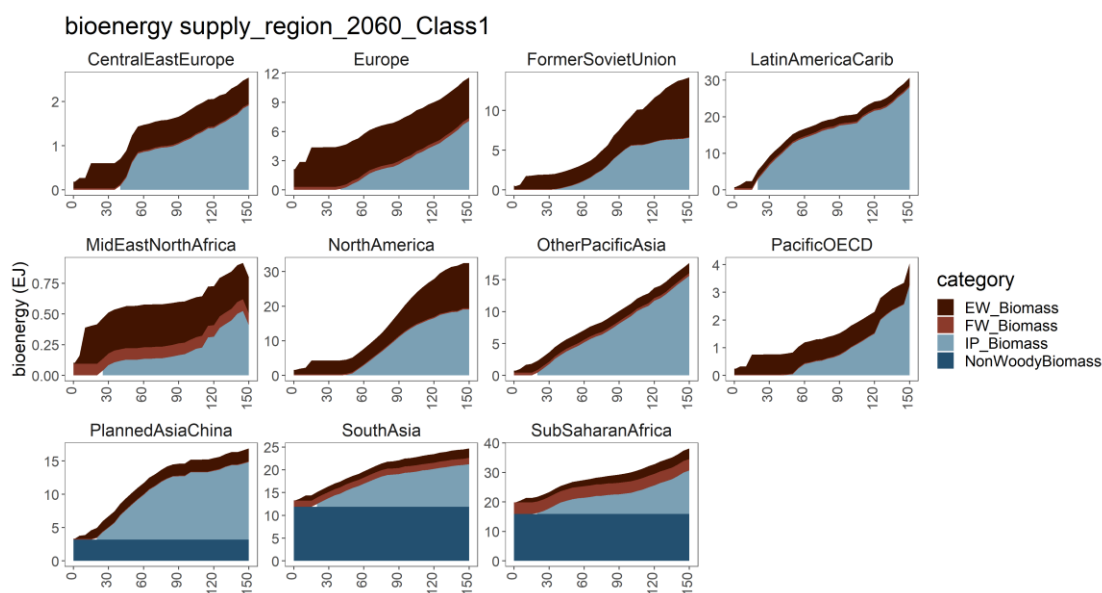 bioenergy supply_region_2060_Class1
CentralEastEurope
Europe
FormerSovietUnion
LatinAmericaCarib
2
1
0
0 30 60 90 120 150
12
9
6
3
0
0 30 60 90 120 150
10
5
0
0 30 60 90 120 150
30
20
10
0
0 30 60 90 120 150
bioenergy (EJ)
MidEastNorthAfrica
NorthAmerica
OtherPacificAsia
PacificOECD
0.75
0.50
0.25
0.00
0 30 60 90 120 150
30
20
10
0
0 30 60 90 120 150
15
10
5
0
0 30 60 90 120 150
4
3
2
1
0
0 30 60 90 120 150
PlannedAsiaChina
SouthAsia
SubSaharanAfrica
15
10
5
0
0 30 60 90 120 150
25
20
15
10
5
0
0 30 60 90 120 150
40
30
20
10
0
0 30 60 90 120 150
category
EW_Biomass
FW_Biomass
IP_Biomass
NonWoodyBiomass